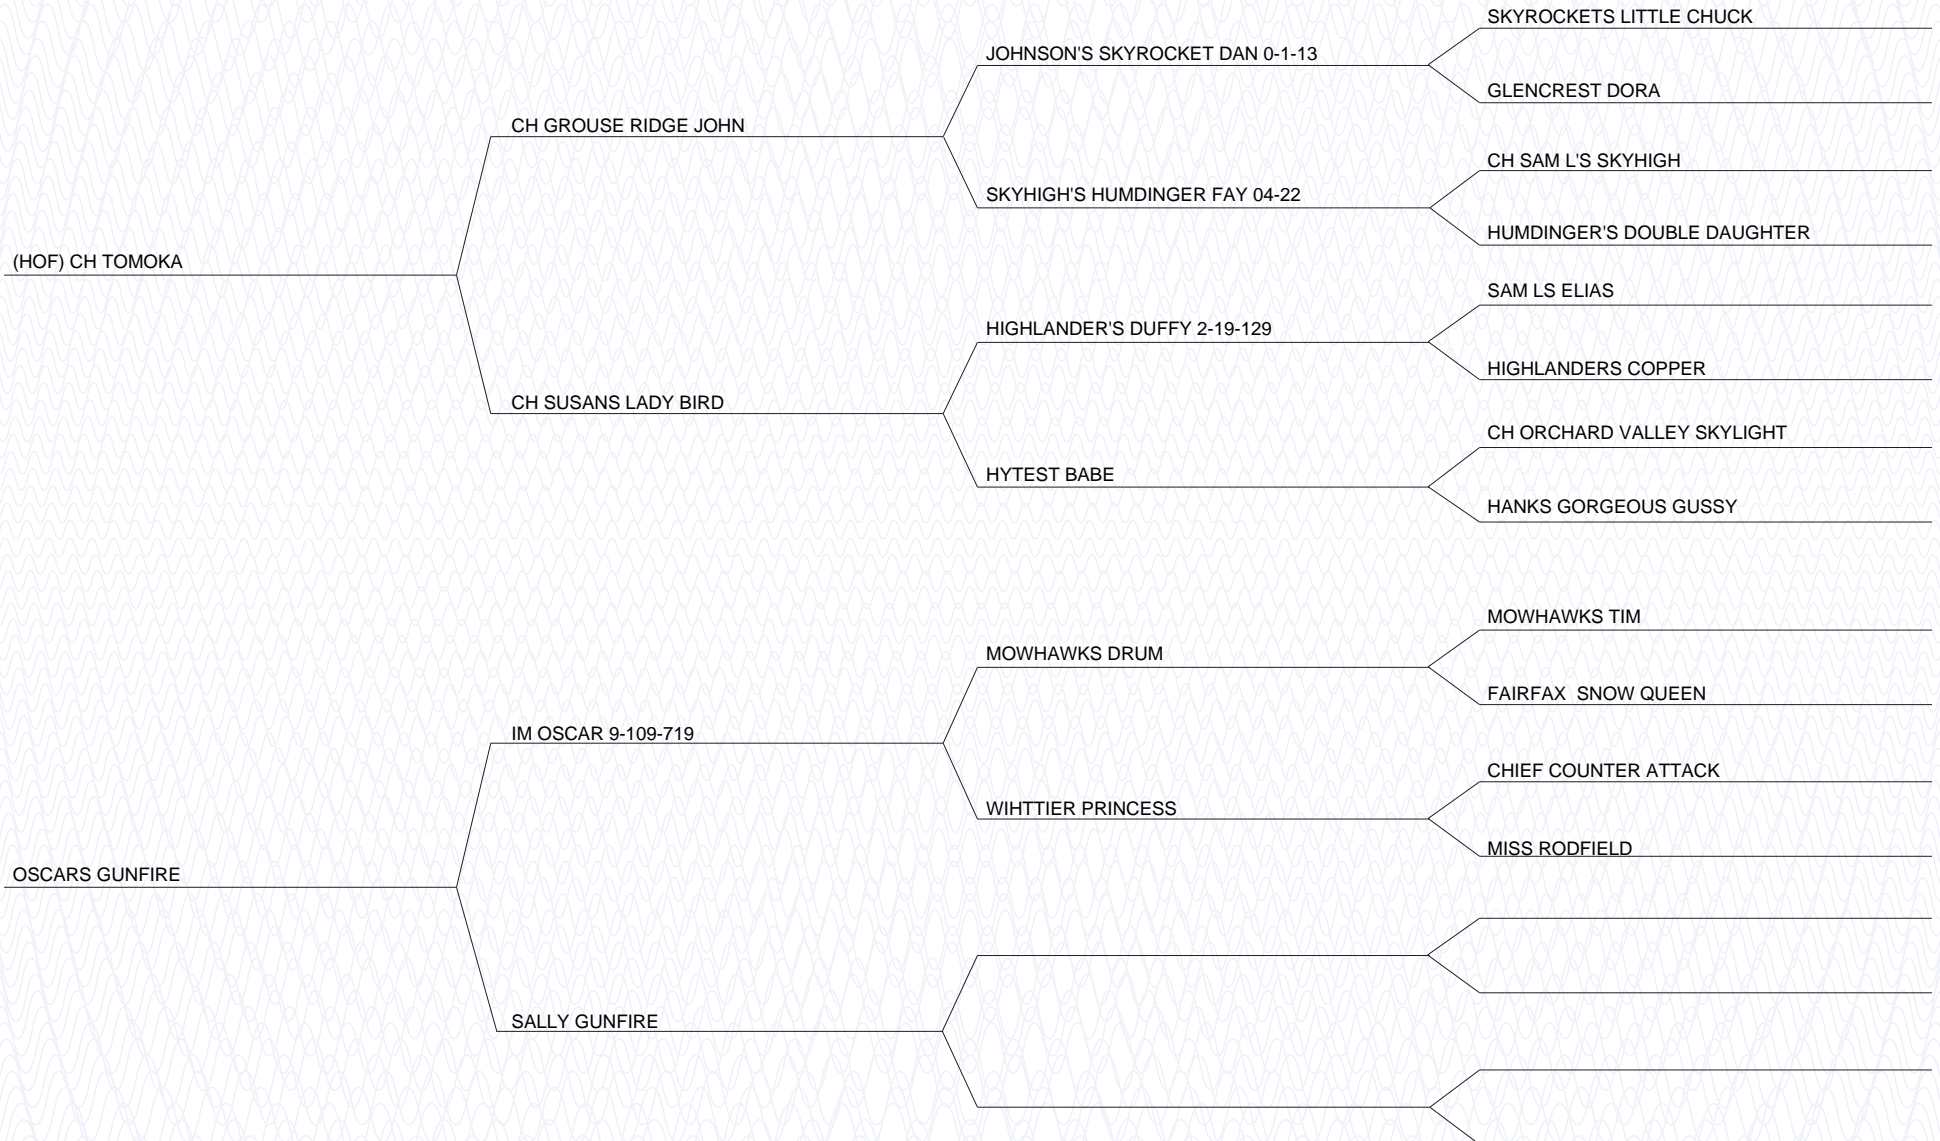 SKYROCKETS LITTLE CHUCK
JOHNSON'S SKYROCKET DAN 0-1-13
GLENCREST DORA
CH GROUSE RIDGE JOHN
CH SAM L'S SKYHIGH
SKYHIGH'S HUMDINGER FAY 04-22
HUMDINGER'S DOUBLE DAUGHTER
(HOF) CH TOMOKA
SAM LS ELIAS
HIGHLANDER'S DUFFY 2-19-129
HIGHLANDERS COPPER
CH SUSANS LADY BIRD
CH ORCHARD VALLEY SKYLIGHT
HYTEST BABE
HANKS GORGEOUS GUSSY
MOWHAWKS TIM
MOWHAWKS DRUM
FAIRFAX  SNOW QUEEN
IM OSCAR 9-109-719
CHIEF COUNTER ATTACK
WIHTTIER PRINCESS
MISS RODFIELD
OSCARS GUNFIRE
SALLY GUNFIRE